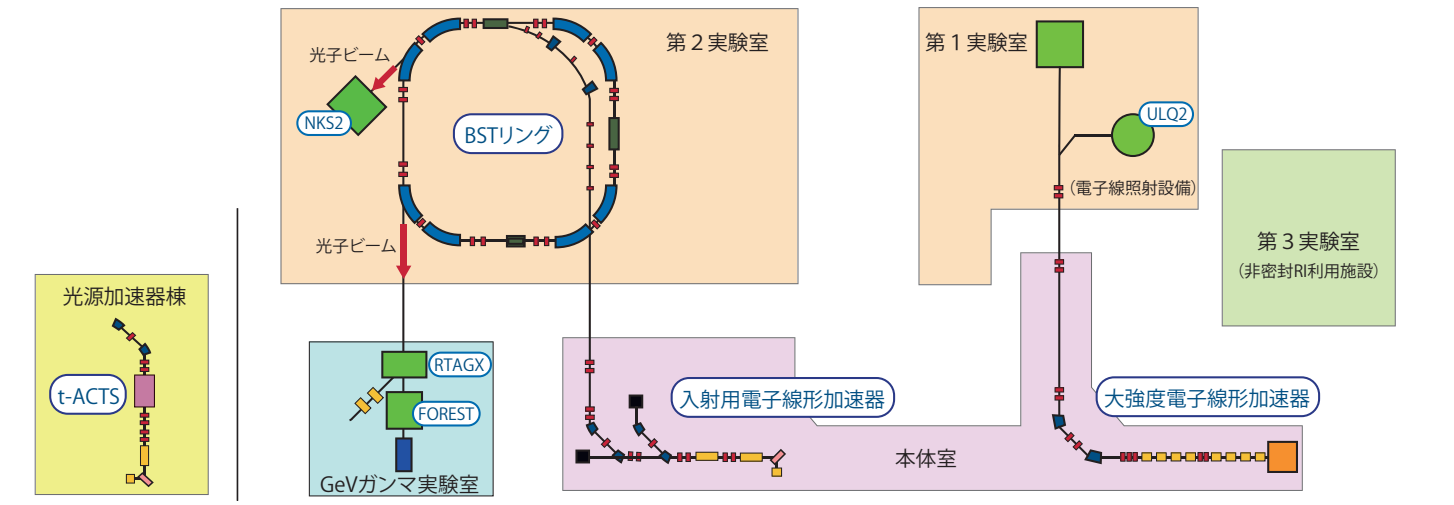 第２実験室
光子ビーム
NKS2
BSTリング
光子ビーム
第１実験室
ULQ2
（電子線照射設備）
第３実験室
（非密封RI利用施設）
光源加速器棟
t-ACTS
RTAGX
FOREST
GeVガンマ実験室
入射用電子線形加速器
大強度電子線形加速器
本体室